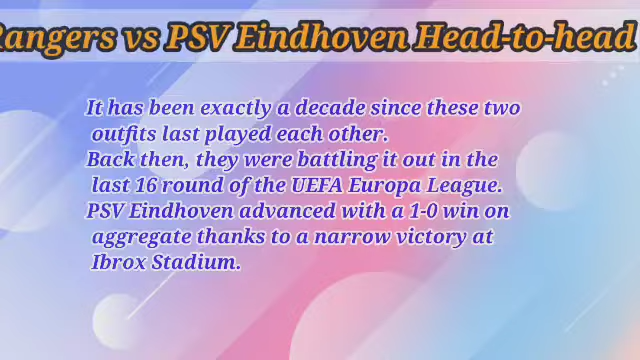 Rangers vs PSV Eindhoven Head-to-head
It has been exactly a decade since these two
outfits last played each other.
Back then, they were battling it out in the
last 16 round of the UEFA Europa League.
PSV Eindhoven advanced with a 1-0 win on
aggregate thanks to a narrow victory at
Ibrox Stadium.